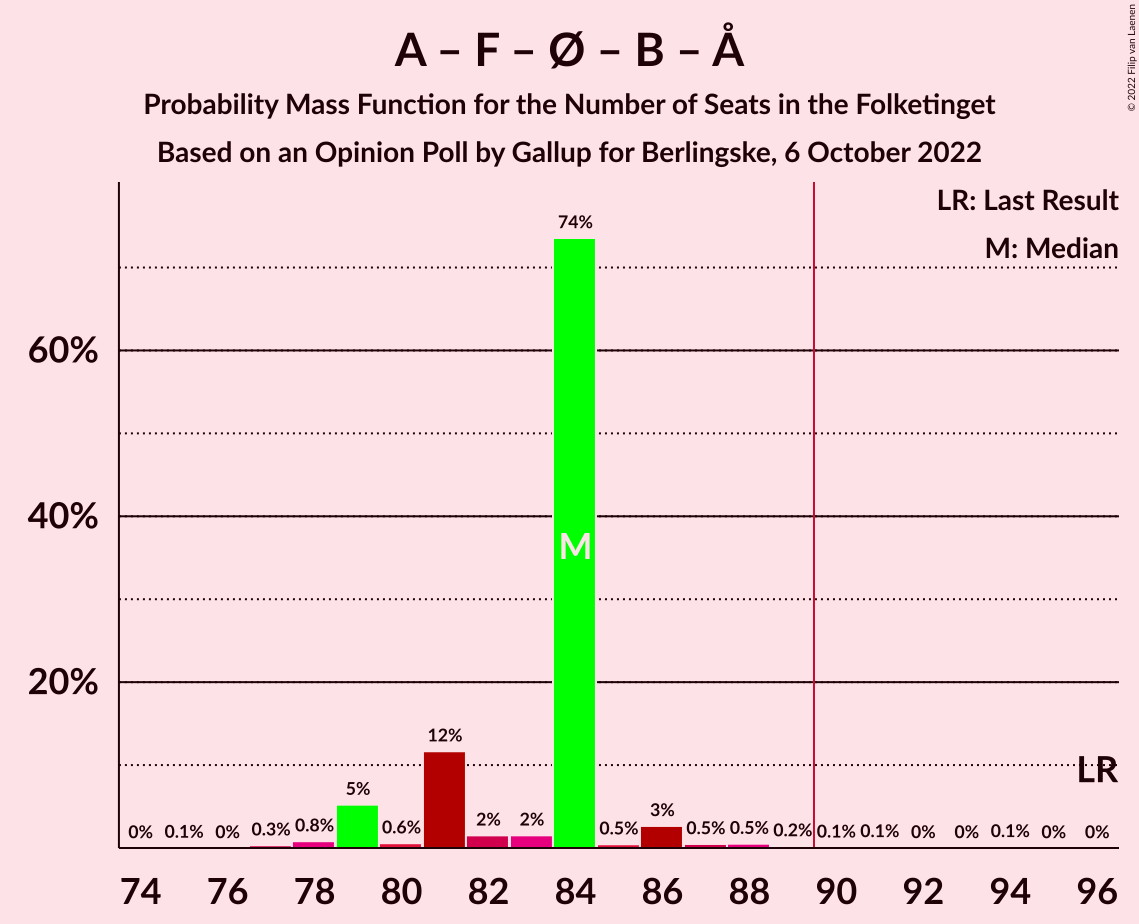 A – F – Ø – B – Å
Probability Mass Function for the Number of Seats in the Folketinget
Based on an Opinion Poll by Gallup for Berlingske, 6 October 2022
© 2022 Filip van Laenen
LR: Last Result
M: Median
60%
40%
20%
0% 0.1% 0% 0.3% 0.8% 5% 0.6% 12% 2% 2% 74% 0.5% 3% 0.5% 0.5% 0.2% 0.1% 0.1% 0% 0% 0.1% 0% 0%
M
LR
74 76 78 80 82 84 86 88 90 92 94 96